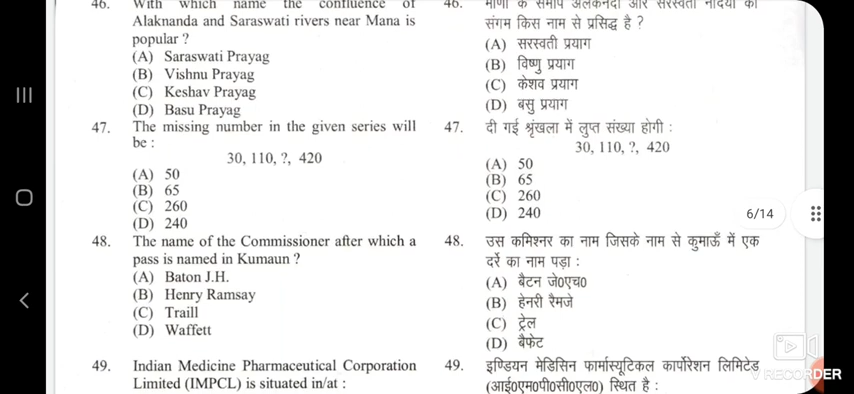 46. With which name the confluence of
Alaknanda and Saraswati rivers near Mana is
popular ?
(A) Saraswati Prayag
(B) Vishnu Prayag
(C) Keshav Prayag
(D) Basu Prayag
47. The missing number in the given series will
be :
30, 110, ?, 420
(A) 50
(B) 65
(C) 260
(D) 240
48. The name of the Commissioner after which a
pass is named in Kumaun ?
(A) Baton J.H.
(B) Henry Ramsay
(C) Traill
(D) Waffett
49. Indian Medicine Pharmaceutical Corporation
Limited (IMPCL) is situated in/at :
46. माणा के समीप अलकनंदा और सरस्वती नदियों का
संगम किस नाम से प्रसिद्ध है ?
(A) सरस्वती प्रयाग
(B) विष्णु प्रयाग
(C) केशव प्रयाग
(D) बसु प्रयाग
47. दी गई श्रृंखला में लुप्त संख्या होगी :
30, 110, ?, 420
(A) 50
(B) 65
(C) 260
(D) 240
48. उस कमिश्नर का नाम जिसके नाम से कुमाऊँ में एक
दर्रे का नाम पड़ा :
(A) बैटन जे०एच०
(B) हेनरी रैमजे
(C) ट्रेल
(D) बैफेट
49. इण्डियन मेडिसिन फार्मास्यूटिकल कार्पोरेशन लिमिटेड
(आई०एम०पी०सी०एल०) स्थित है :
6/14
V RECORDER